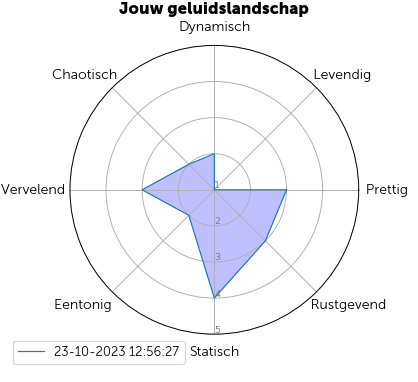 Jouw geluidslandschap
Dynamisch
Chaotisch
Levendig
Vervelend
1
Prettig
2
3
4
Eentonig
Rustgevend
5
23-10-2023 12:56:27
Statisch